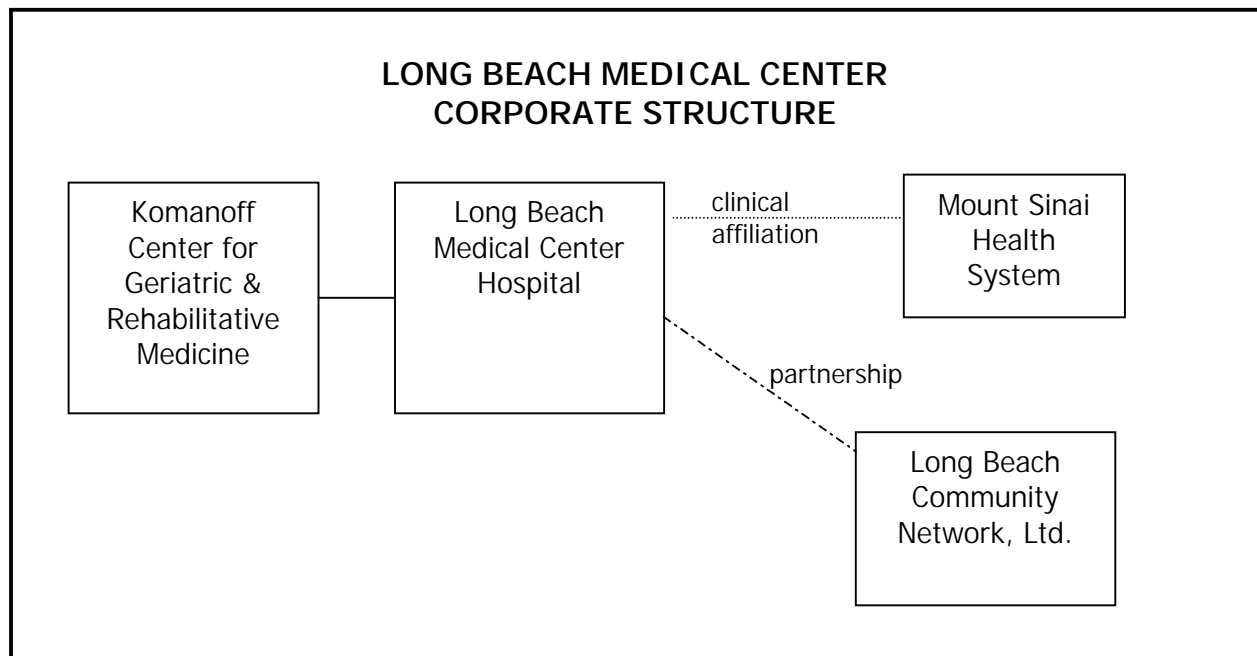 LONG BEACH MEDICAL CENTER
CORPORATE STRUCTURE
Komanoff
Center for
Geriatric &
Rehabilitative
Medicine
Long Beach
Medical Center
Hospital
clinical
affiliation
Mount Sinai
Health
System
partnership
Long Beach
Community
Network, Ltd.